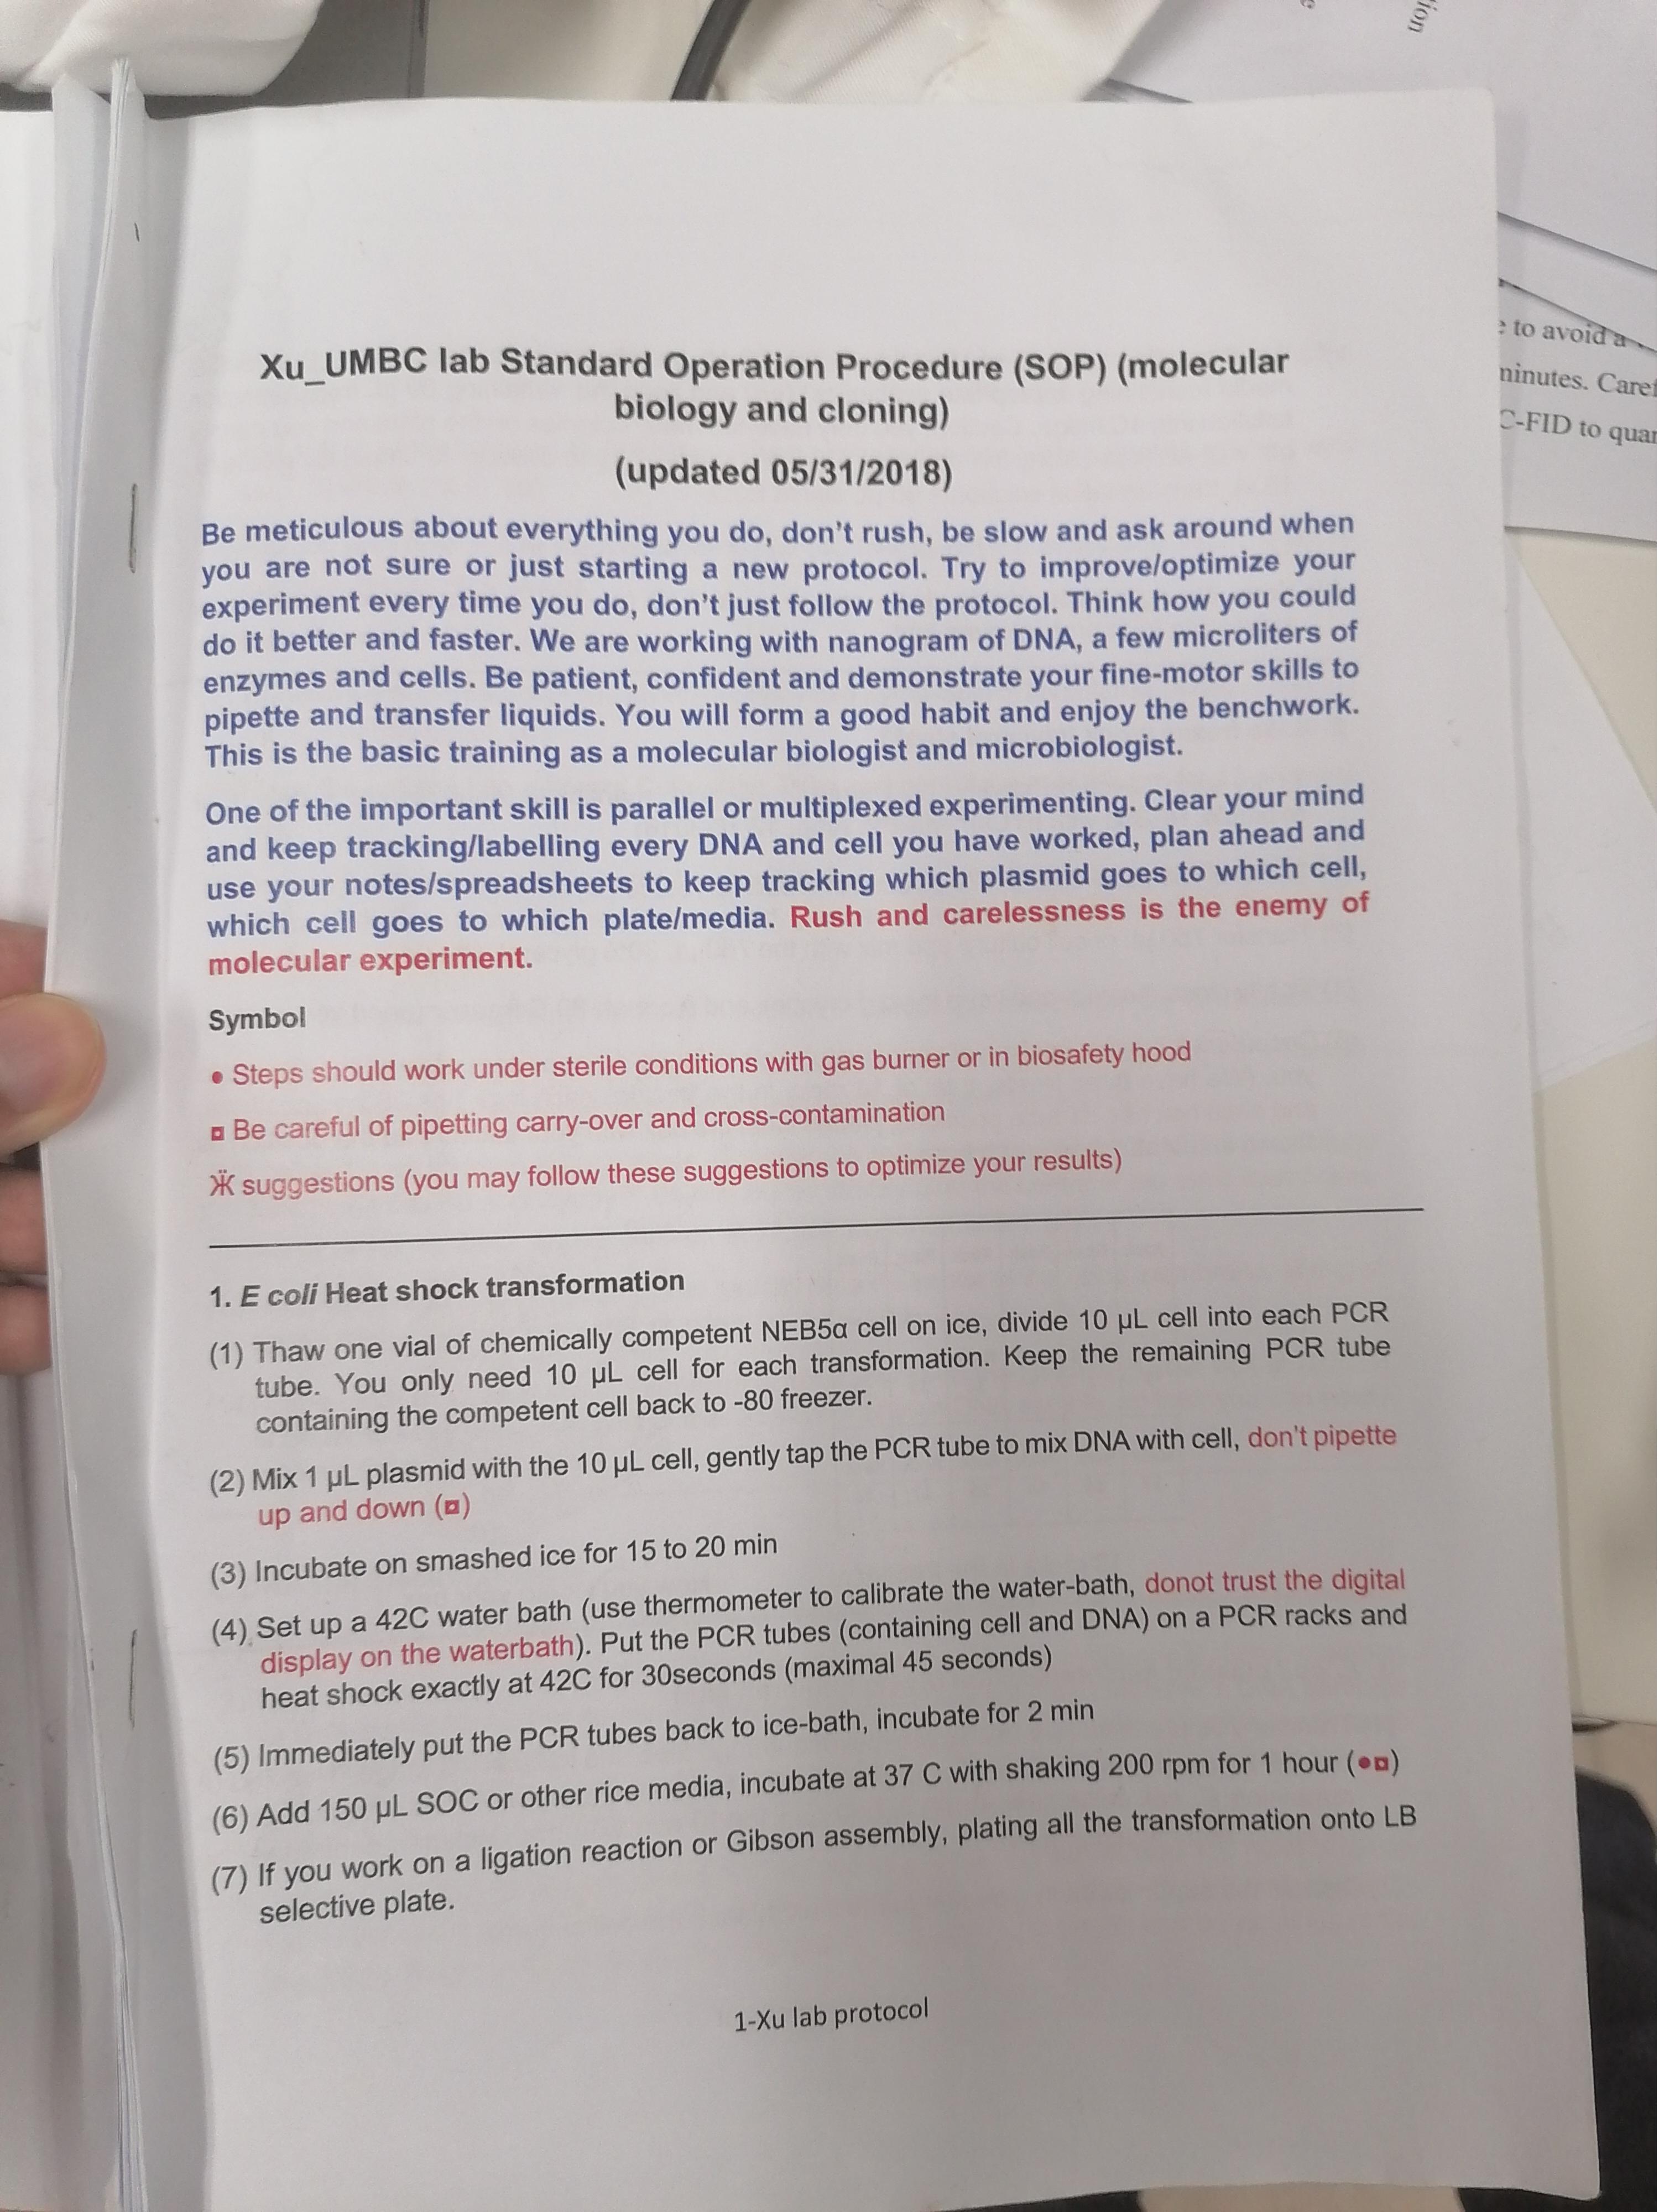 ion
e
e to avoid a
minutes. Caref
C-FID to quan
Xu_UMBC lab Standard Operation Procedure (SOP) (molecular
biology and cloning)
(updated 05/31/2018)
Be meticulous about everything you do, don't rush, be slow and ask around when
you are not sure or just starting a new protocol. Try to improve/optimize your
experiment every time you do, don't just follow the protocol. Think how you could
do it better and faster. We are working with nanogram of DNA, a few microliters of
enzymes and cells. Be patient, confident and demonstrate your fine-motor skills to
pipette and transfer liquids. You will form a good habit and enjoy the benchwork.
This is the basic training as a molecular biologist and microbiologist.
One of the important skill is parallel or multiplexed experimenting. Clear your mind
and keep tracking/labelling every DNA and cell you have worked, plan ahead and
use your notes/spreadsheets to keep tracking which plasmid goes to which cell,
which cell goes to which plate/media. Rush and carelessness is the enemy of
molecular experiment.
Symbol
• Steps should work under sterile conditions with gas burner or in biosafety hood
◘ Be careful of pipetting carry-over and cross-contamination
Ӝ suggestions (you may follow these suggestions to optimize your results)
1. E coli Heat shock transformation
(1) Thaw one vial of chemically competent NEB5α cell on ice, divide 10 µL cell into each PCR
tube. You only need 10 µL cell for each transformation. Keep the remaining PCR tube
containing the competent cell back to -80 freezer.
(2) Mix 1 µL plasmid with the 10 µL cell, gently tap the PCR tube to mix DNA with cell, don't pipette
up and down (◘)
(3) Incubate on smashed ice for 15 to 20 min
(4) Set up a 42C water bath (use thermometer to calibrate the water-bath, donot trust the digital
display on the waterbath). Put the PCR tubes (containing cell and DNA) on a PCR racks and
heat shock exactly at 42C for 30seconds (maximal 45 seconds)
(5) Immediately put the PCR tubes back to ice-bath, incubate for 2 min
(6) Add 150 µL SOC or other rice media, incubate at 37 C with shaking 200 rpm for 1 hour (•◘)
(7) If you work on a ligation reaction or Gibson assembly, plating all the transformation onto LB
selective plate.
1-Xu lab protocol